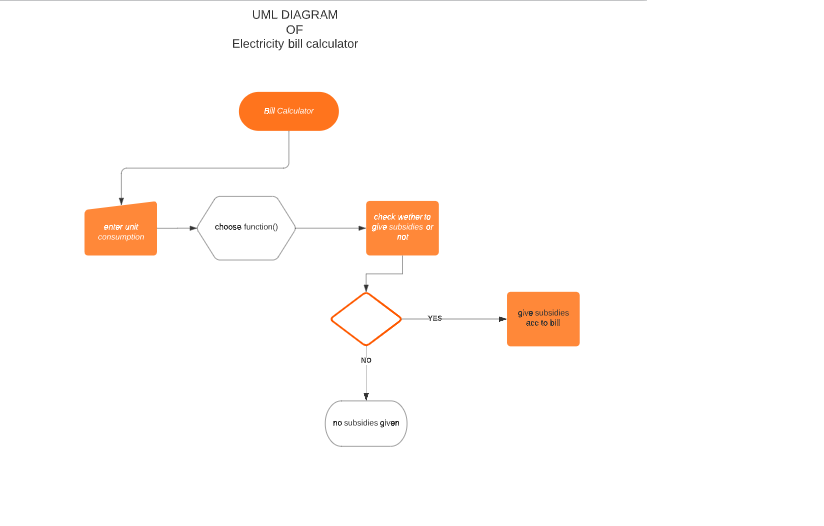 UML DIAGRAM
OF
Electricity bill calculator
Bill Calculator
enter unit
consumption
choose function()
check wether to
give subsidies or
not
YES
give subsidies
acc to bill
NO
no subsidies given